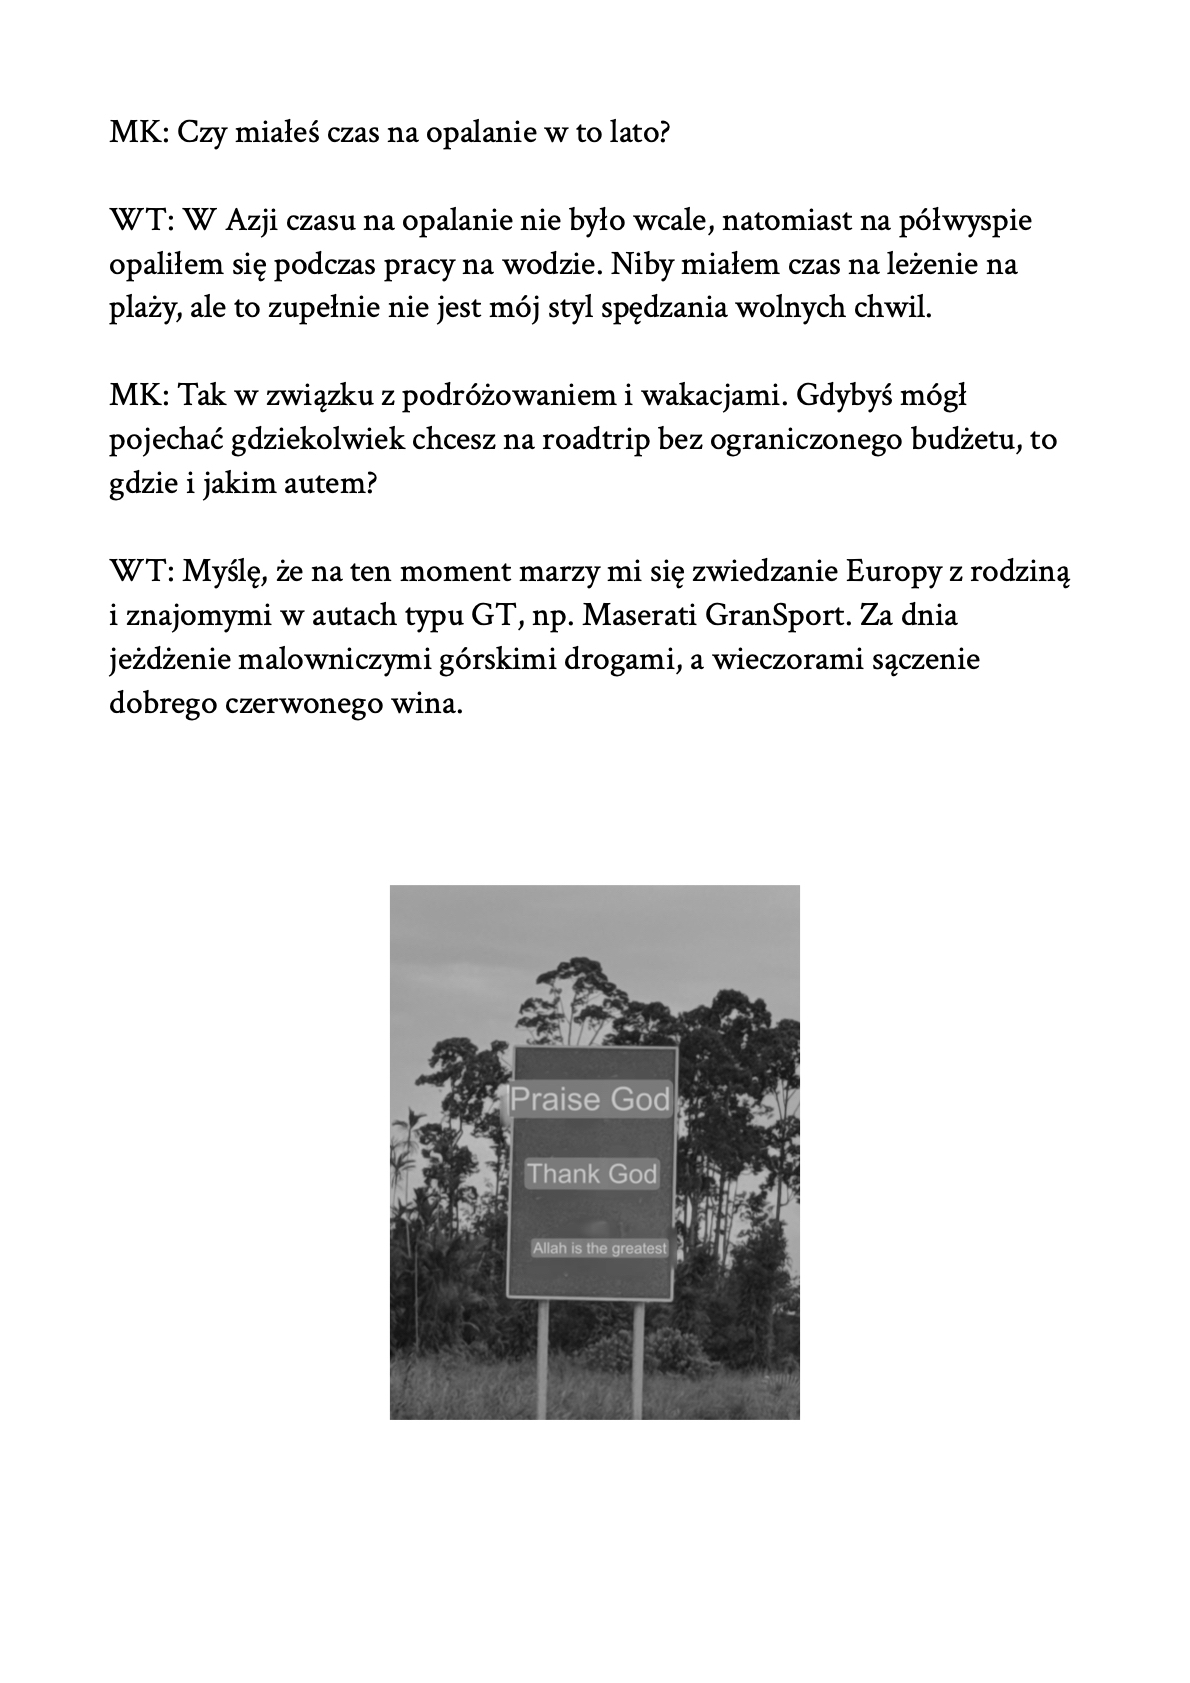 MK: Czy miałeś czas na opalanie w to lato?
WT: W Azji czasu na opalanie nie było wcale, natomiast na półwyspie
opaliłem się podczas pracy na wodzie. Niby miałem czas na leżenie na
plaży, ale to zupełnie nie jest mój styl spędzania wolnych chwil.
MK: Tak w związku z podróżowaniem i wakacjami. Gdybyś mógł
pojechać gdziekolwiek chcesz na roadtrip bez ograniczonego budżetu, to
gdzie i jakim autem?
WT: Myślę, że na ten moment marzy mi się zwiedzanie Europy z rodziną
i znajomymi w autach typu GT, np. Maserati GranSport. Za dnia
jeżdżenie malowniczymi górskimi drogami, a wieczorami sączenie
dobrego czerwonego wina.
Praise God
Thank God
Allah is the greatest